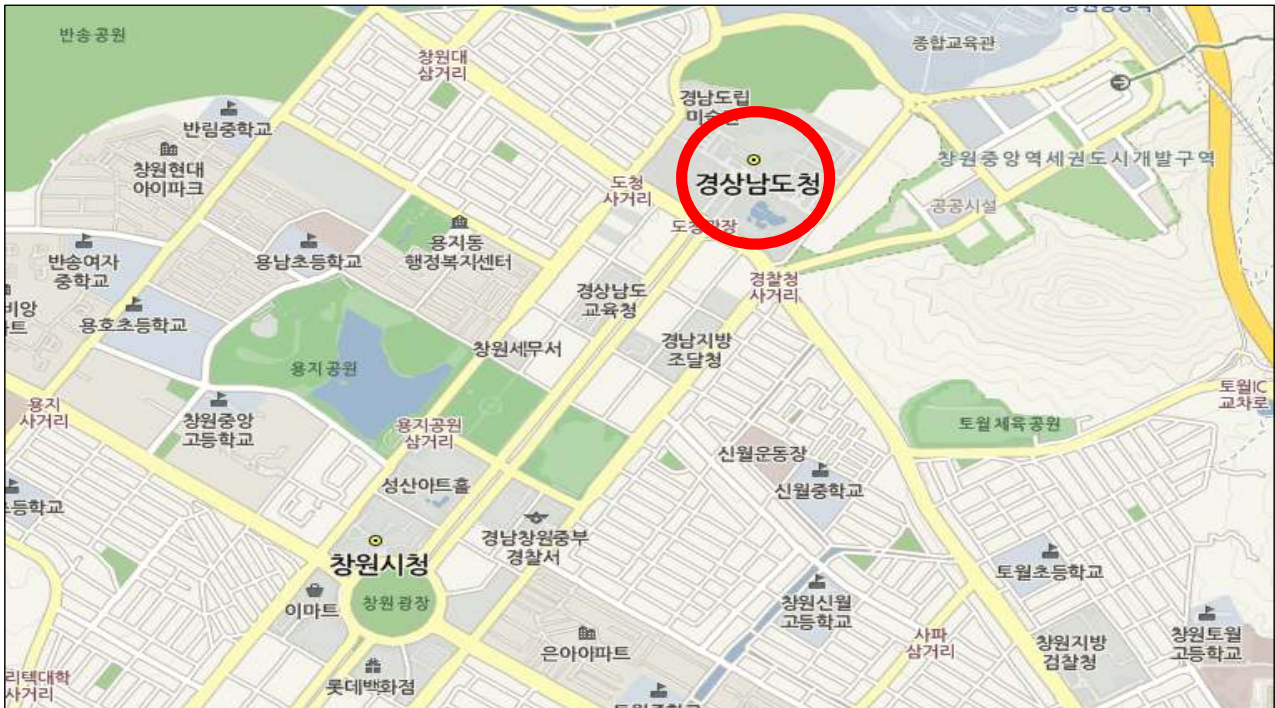 반송공원
창원대
삼거리
종합교육관
경남도립
반림중학교
창원현대
아이파크
창원중앙역세권도시개발구역
도청
사거리
경상남도청
공공시설
용지동
행정복지센터
반송여자
중학교
용남초등학교
경찰청
사거리
경상남도
교육청
용호초등학교
경남지방
조달청
창원세무서
용지공원
토월IC
교차로
용지
사거리
창원중앙
고등학교
용지공원
삼거리
토월체육공원
신월운동장
성산아트홀
신월중학교
등학교
경남창원중부
경찰서
창원시청
토월초등학교
이마트
창원광장
창원신월
고등학교
은아아파트
사파
삼거리
창원지방
검찰청
창원토월
고등학교
리텍대학
사거리
롯데백화점